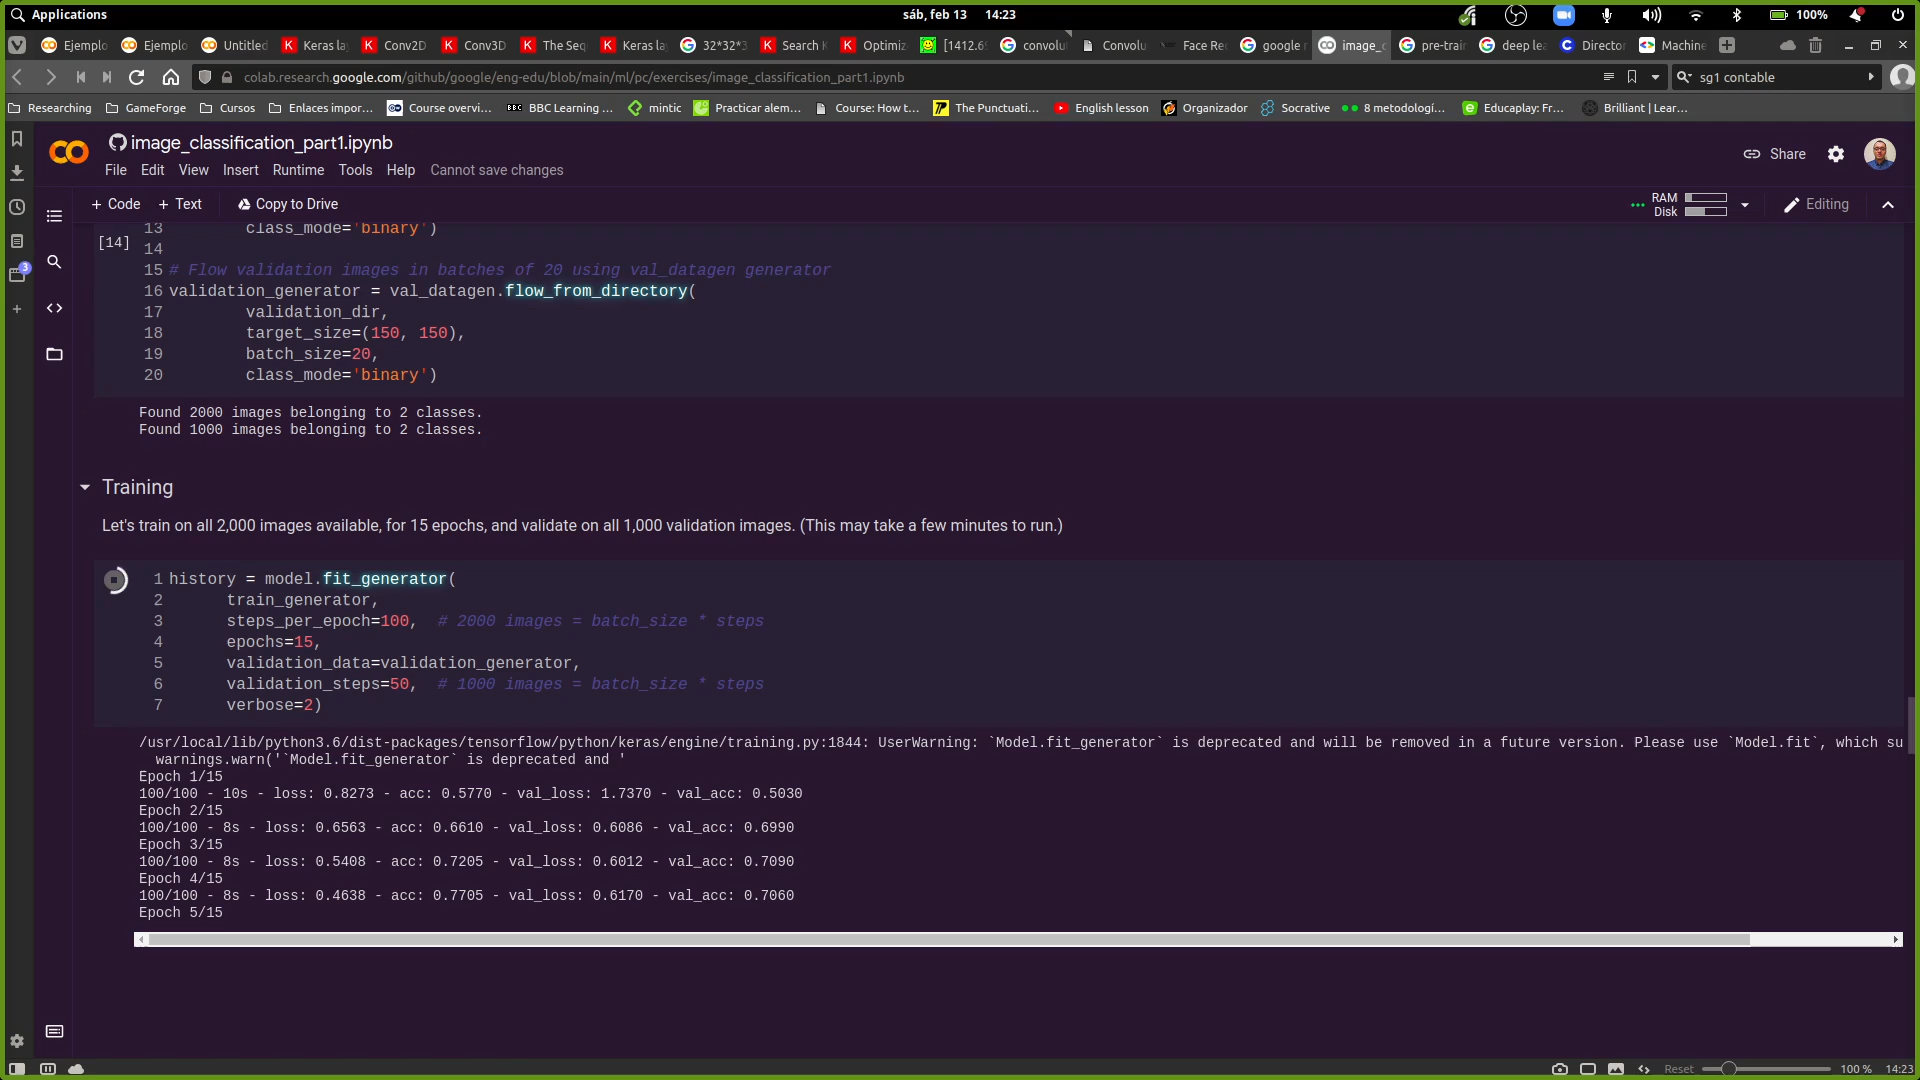 Applications
sáb, feb 13 14:23
100%
Ejemplo
Ejemplo
Untitled
Keras la
Conv2D
Conv3D
The Seq
Keras la
32*32*3
Search K
Optimiz
[1412.6
convolu
Convolu
Face Rec
google r
image_c
pre-train
deep lea
Director
Machine
colab.research.google.com/github/google/eng-edu/blob/main/ml/pc/exercises/image_classification_part1.ipynb
sg1 contable
Researching
GameForge
Cursos
Enlaces impor...
Course overvi...
BBC
BBC Learning ...
mintic
Practicar alem...
Course: How t...
The Punctuati...
English lesson
Organizador
Socrative
8 metodologí...
Educaplay: Fr...
Brilliant | Lear...
image_classification_part1.ipynb
Share
File Edit View Insert Runtime Tools Help Cannot save changes
+ Code + Text Copy to Drive
RAM
Disk
Editing
3
[14]
13 class_mode='binary')
14
15 # Flow validation images in batches of 20 using val_datagen generator
16 validation_generator = val_datagen.flow_from_directory(
17 validation_dir,
18 target_size=(150, 150),
19 batch_size=20,
20 class_mode='binary')
Found 2000 images belonging to 2 classes.
Found 1000 images belonging to 2 classes.
Training
Let's train on all 2,000 images available, for 15 epochs, and validate on all 1,000 validation images. (This may take a few minutes to run.)
1 history = model.fit_generator(
2 train_generator,
3 steps_per_epoch=100, # 2000 images = batch_size * steps
4 epochs=15,
5 validation_data=validation_generator,
6 validation_steps=50, # 1000 images = batch_size * steps
7 verbose=2)
/usr/local/lib/python3.6/dist-packages/tensorflow/python/keras/engine/training.py:1844: UserWarning: `Model.fit_generator` is deprecated and will be removed in a future version. Please use `Model.fit`, which su
warnings.warn('`Model.fit_generator` is deprecated and '
Epoch 1/15
100/100 - 10s - loss: 0.8273 - acc: 0.5770 - val_loss: 1.7370 - val_acc: 0.5030
Epoch 2/15
100/100 - 8s - loss: 0.6563 - acc: 0.6610 - val_loss: 0.6086 - val_acc: 0.6990
Epoch 3/15
100/100 - 8s - loss: 0.5408 - acc: 0.7205 - val_loss: 0.6012 - val_acc: 0.7090
Epoch 4/15
100/100 - 8s - loss: 0.4638 - acc: 0.7705 - val_loss: 0.6170 - val_acc: 0.7060
Epoch 5/15
Reset
100 %
14:23